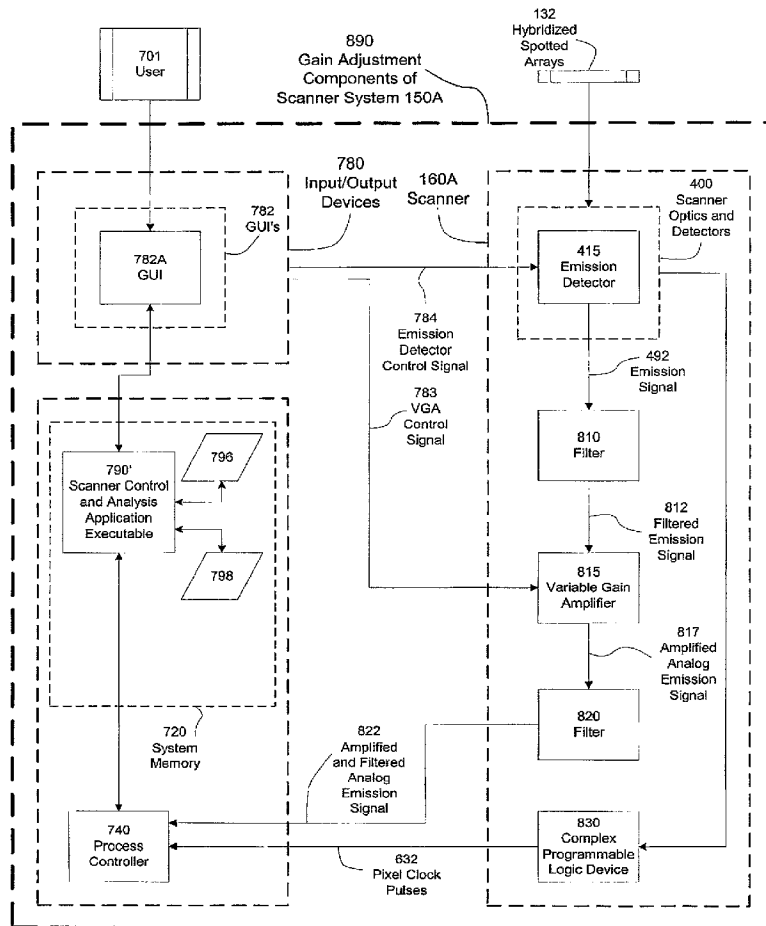 701
User
890
Gain Adjustment
Components of
Scanner System 150A
132
Hybridized
Spotted
Arrays
780
Input/Output
Devices
160A
Scanner
400
Scanner
Optics and
Detectors
782
GUI's
782A
GUI
415
Emission
Detector
784
Emission
Detector
Control Signal
492
Emission
Signal
783
VGA
Control
Signal
810
Filter
790'
Scanner Control
and Analysis
Application
Executable
796
798
812
Filtered
Emission
Signal
815
Variable Gain
Amplifier
817
Amplified
Analog
Emission
Signal
720
System
Memory
822
Amplified
and Filtered
Analog
Emission
Signal
820
Filter
740
Process
Controller
632
Pixel Clock
Pulses
830
Complex
Programmable
Logic Device